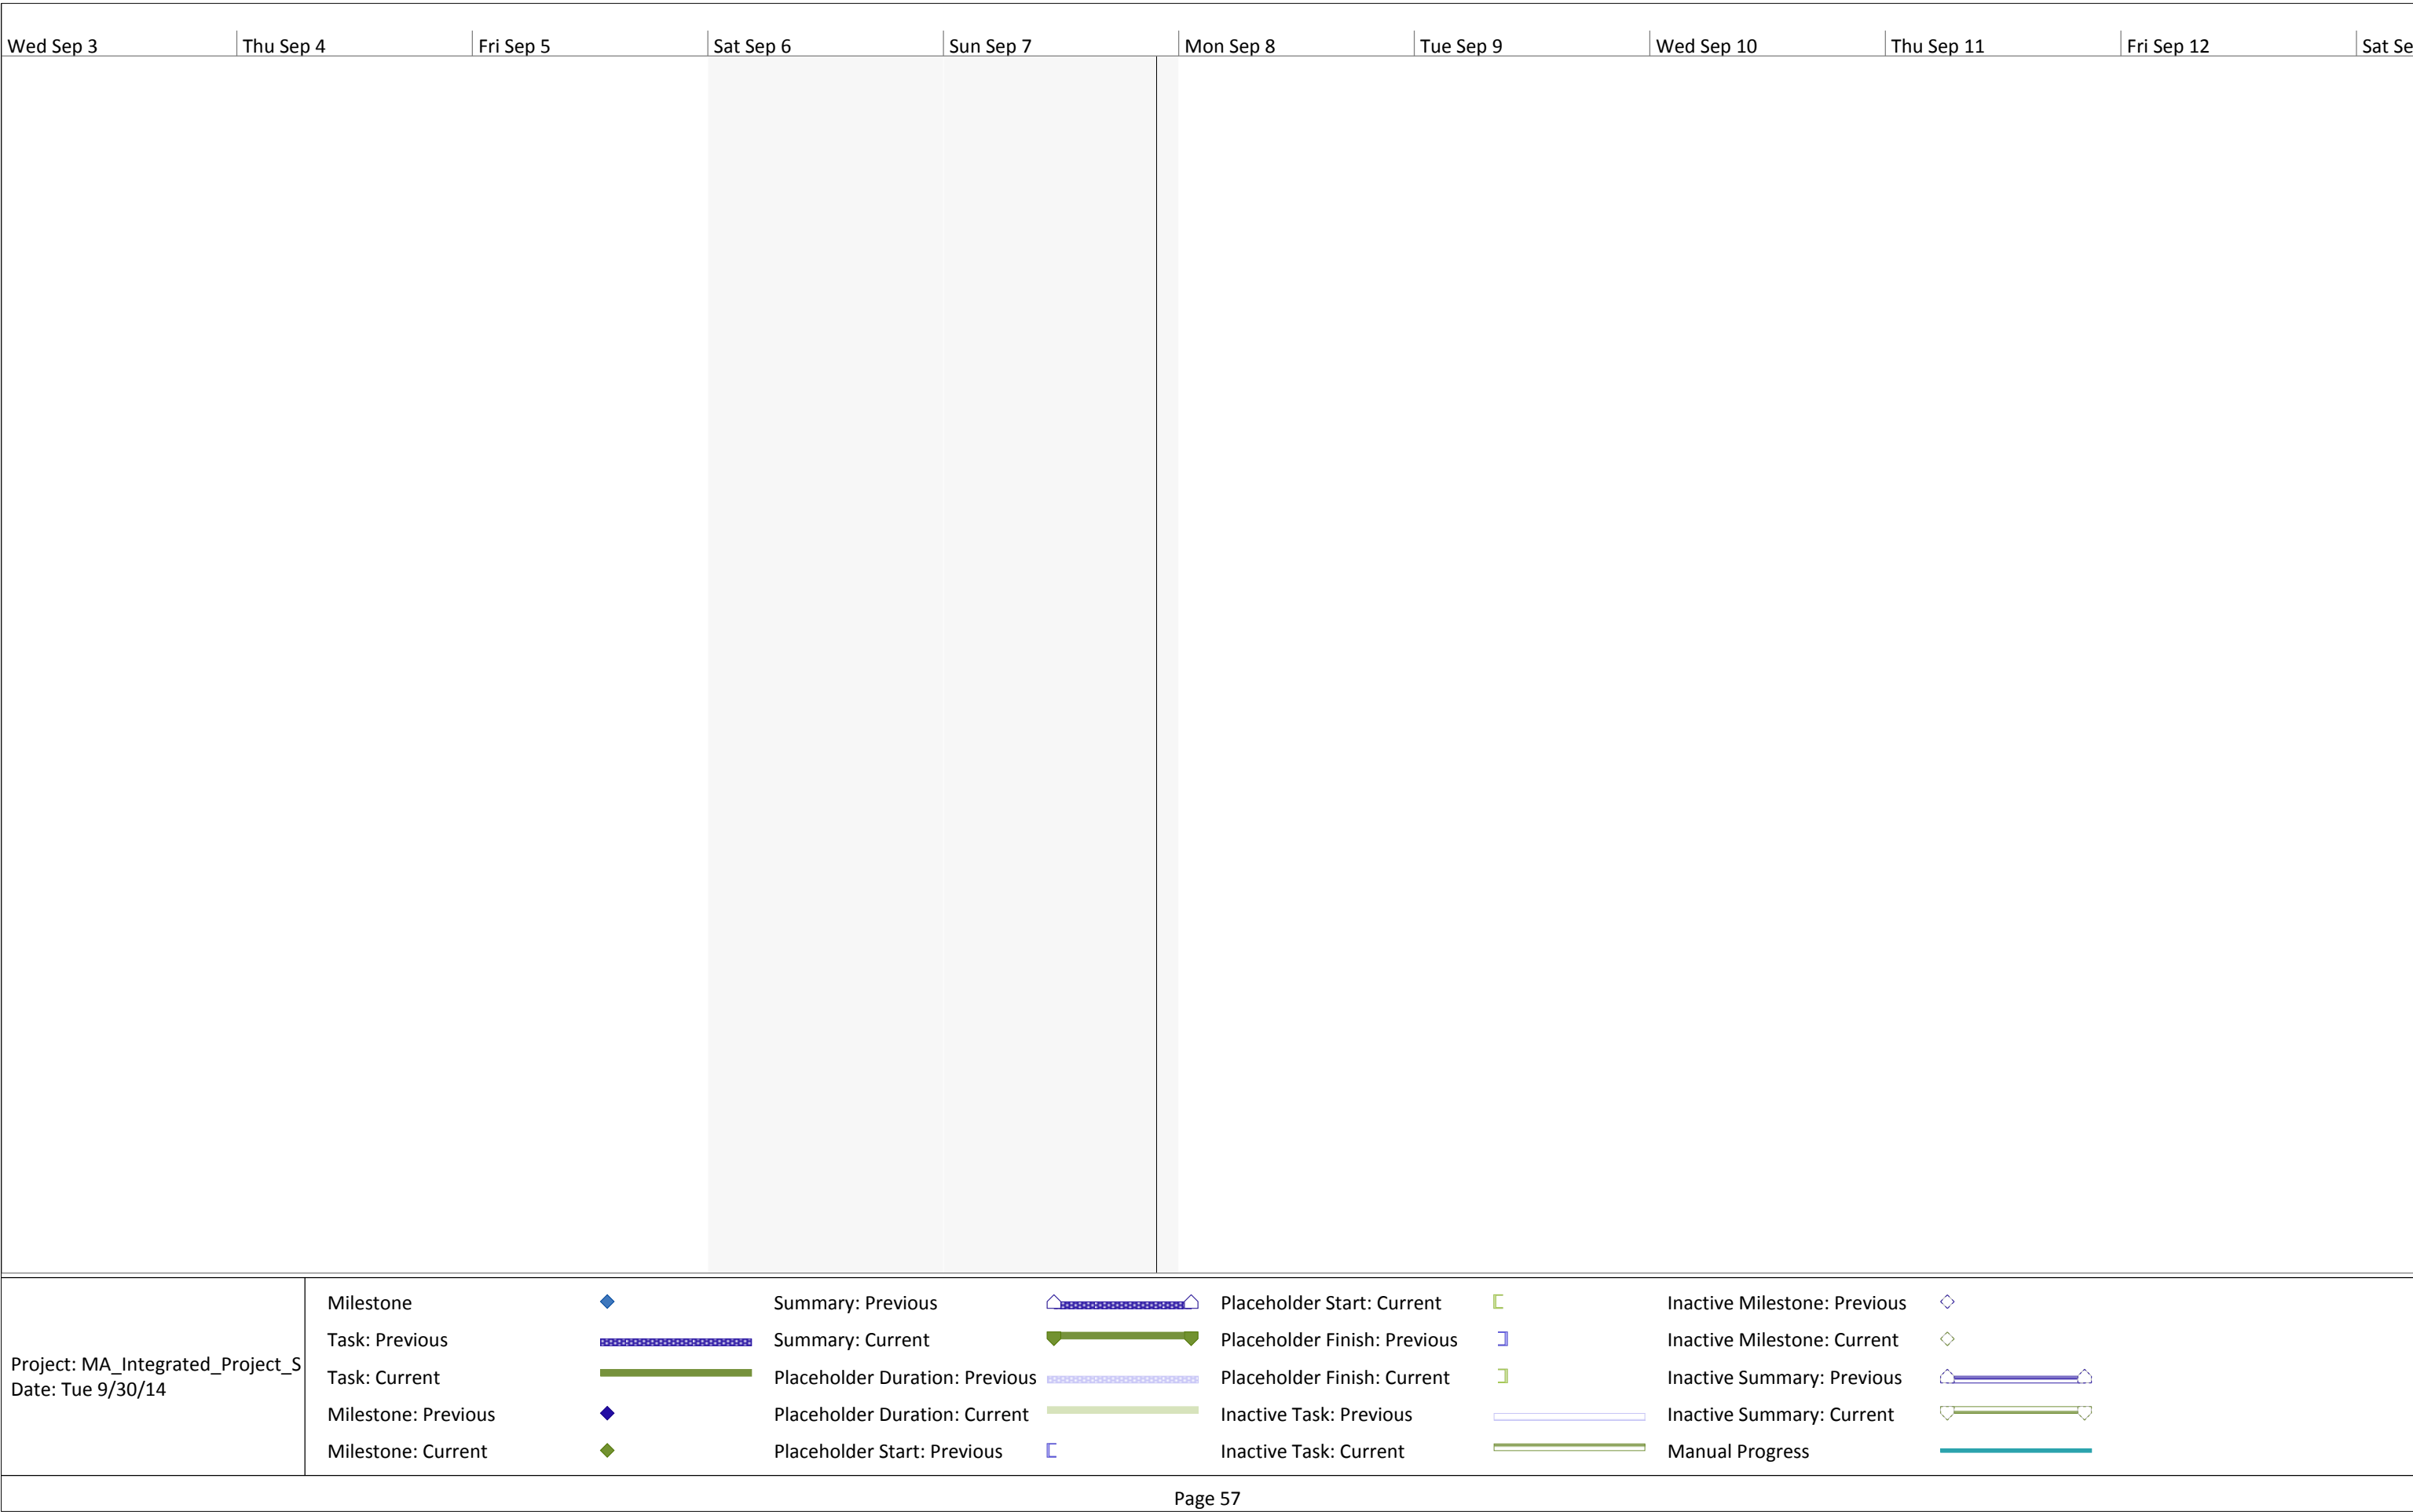 Wed Sep 3 Thu Sep 4 Fri Sep 5 Sat Sep 6 Sun Sep 7 Mon Sep 8 Tue Sep 9 Wed Sep 10 Thu Sep 11 Fri Sep 12 Sat Se
Project: MA_Integrated_Project_S
Date: Tue 9/30/14
Milestone
Task: Previous
Task: Current
Milestone: Previous
Milestone: Current
Summary: Previous
Summary: Current
Placeholder Duration: Previous
Placeholder Duration: Current
Placeholder Start: Previous
Placeholder Start: Current
Placeholder Finish: Previous
Placeholder Finish: Current
Inactive Task: Previous
Inactive Task: Current
Inactive Milestone: Previous
Inactive Milestone: Current
Inactive Summary: Previous
Inactive Summary: Current
Manual Progress
Page 57